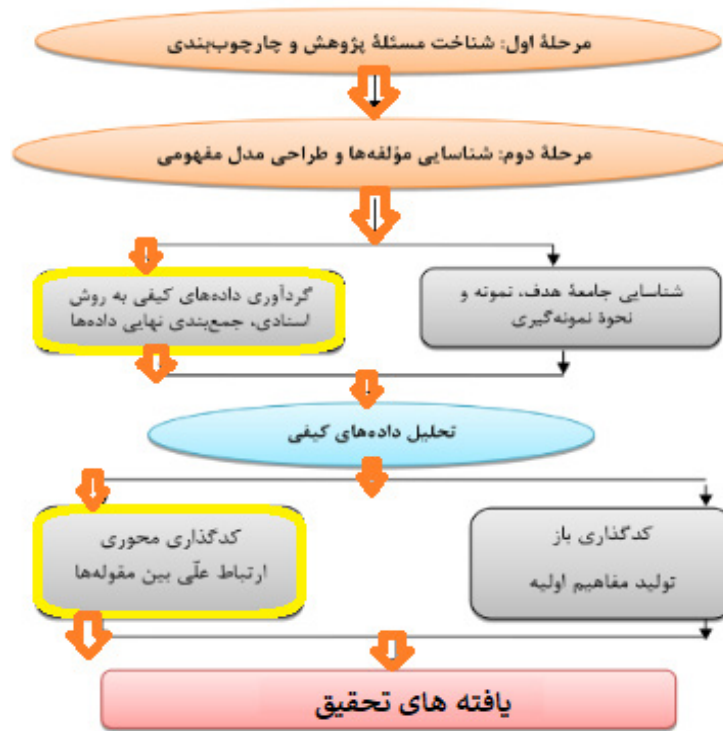 مرحلهٔ اول: شناخت مسئلهٔ پژوهش و چارچوب‌بندی
مرحلهٔ دوم: شناسایی مؤلفه‌ها و طراحی مدل مفهومی
شناسایی جامعهٔ هدف، نمونه و
نحوهٔ نمونه‌گیری
گردآوری داده‌های کیفی به روش
اسنادی، جمع‌بندی نهایی داده‌ها
تحلیل داده‌های کیفی
کدگذاری باز
تولید مفاهیم اولیه
کدگذاری محوری
ارتباط علّی بین مقوله‌ها
یافته های تحقیق